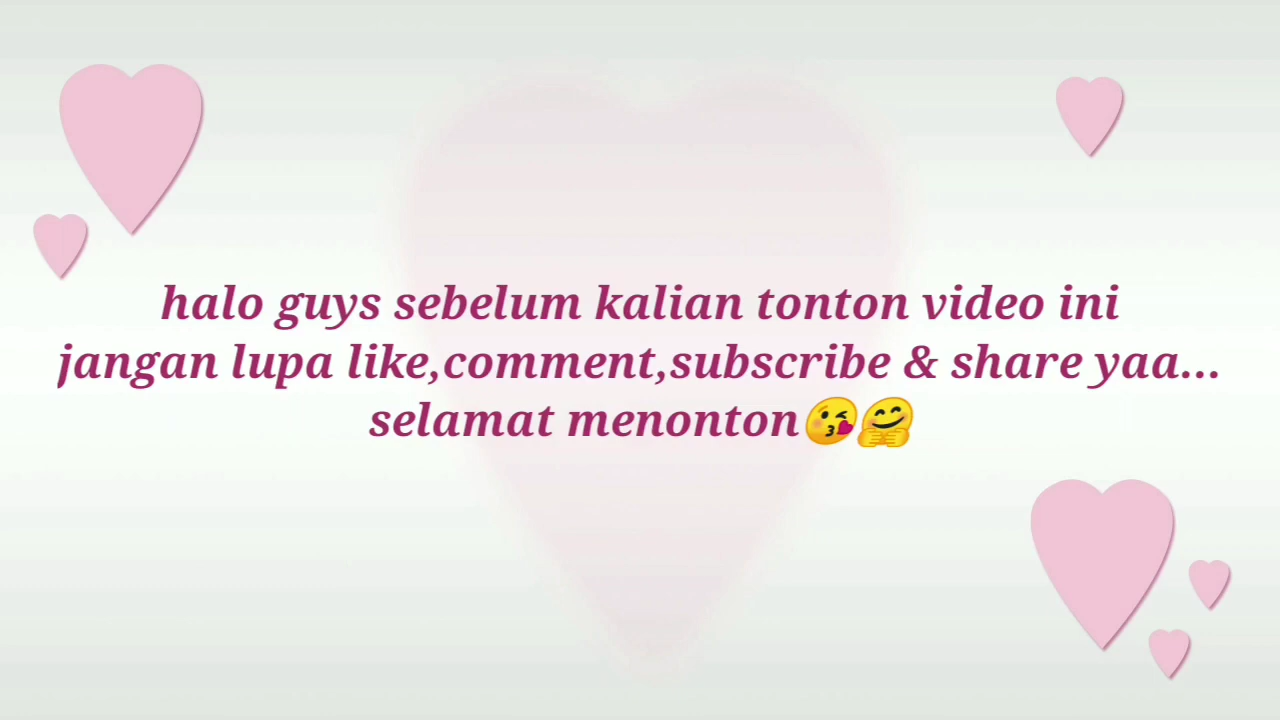 halo guys sebelum kalian tonton video ini
jangan lupa like,comment,subscribe & share yaa...
selamat menonton😘🤗